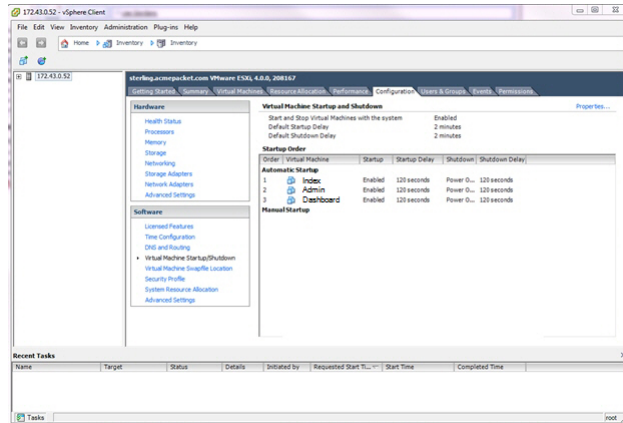 172.43.0.52 - vSphere Client
File Edit View Inventory Administration Plug-ins Help
Home Inventory Inventory
172.43.0.52
sterling.acmepacket.com VMware ESXi, 4.0.0, 208167
Getting Started Summary Virtual Machines Resource Allocation Performance Configuration Users & Groups Events Permissions
Hardware
Health Status
Processors
Memory
Storage
Networking
Storage Adapters
Network Adapters
Advanced Settings
Software
Licensed Features
Time Configuration
DNS and Routing
Virtual Machine Startup/Shutdown
Virtual Machine Swapfile Location
Security Profile
System Resource Allocation
Advanced Settings
Virtual Machine Startup and Shutdown Properties...
Start and Stop Virtual Machines with the system Enabled
Default Startup Delay 2 minutes
Default Shutdown Delay 2 minutes
Startup Order
Order Virtual Machine Startup Startup Delay Shutdown Shutdown Delay
Automatic Startup
1 Index Enabled 120 seconds Power O... 120 seconds
2 Admin Enabled 120 seconds Power O... 120 seconds
3 Dashboard Enabled 120 seconds Power O... 120 seconds
Manual Startup
Recent Tasks
Name Target Status Details Initiated by Requested Start Ti... Start Time Completed Time
Tasks root